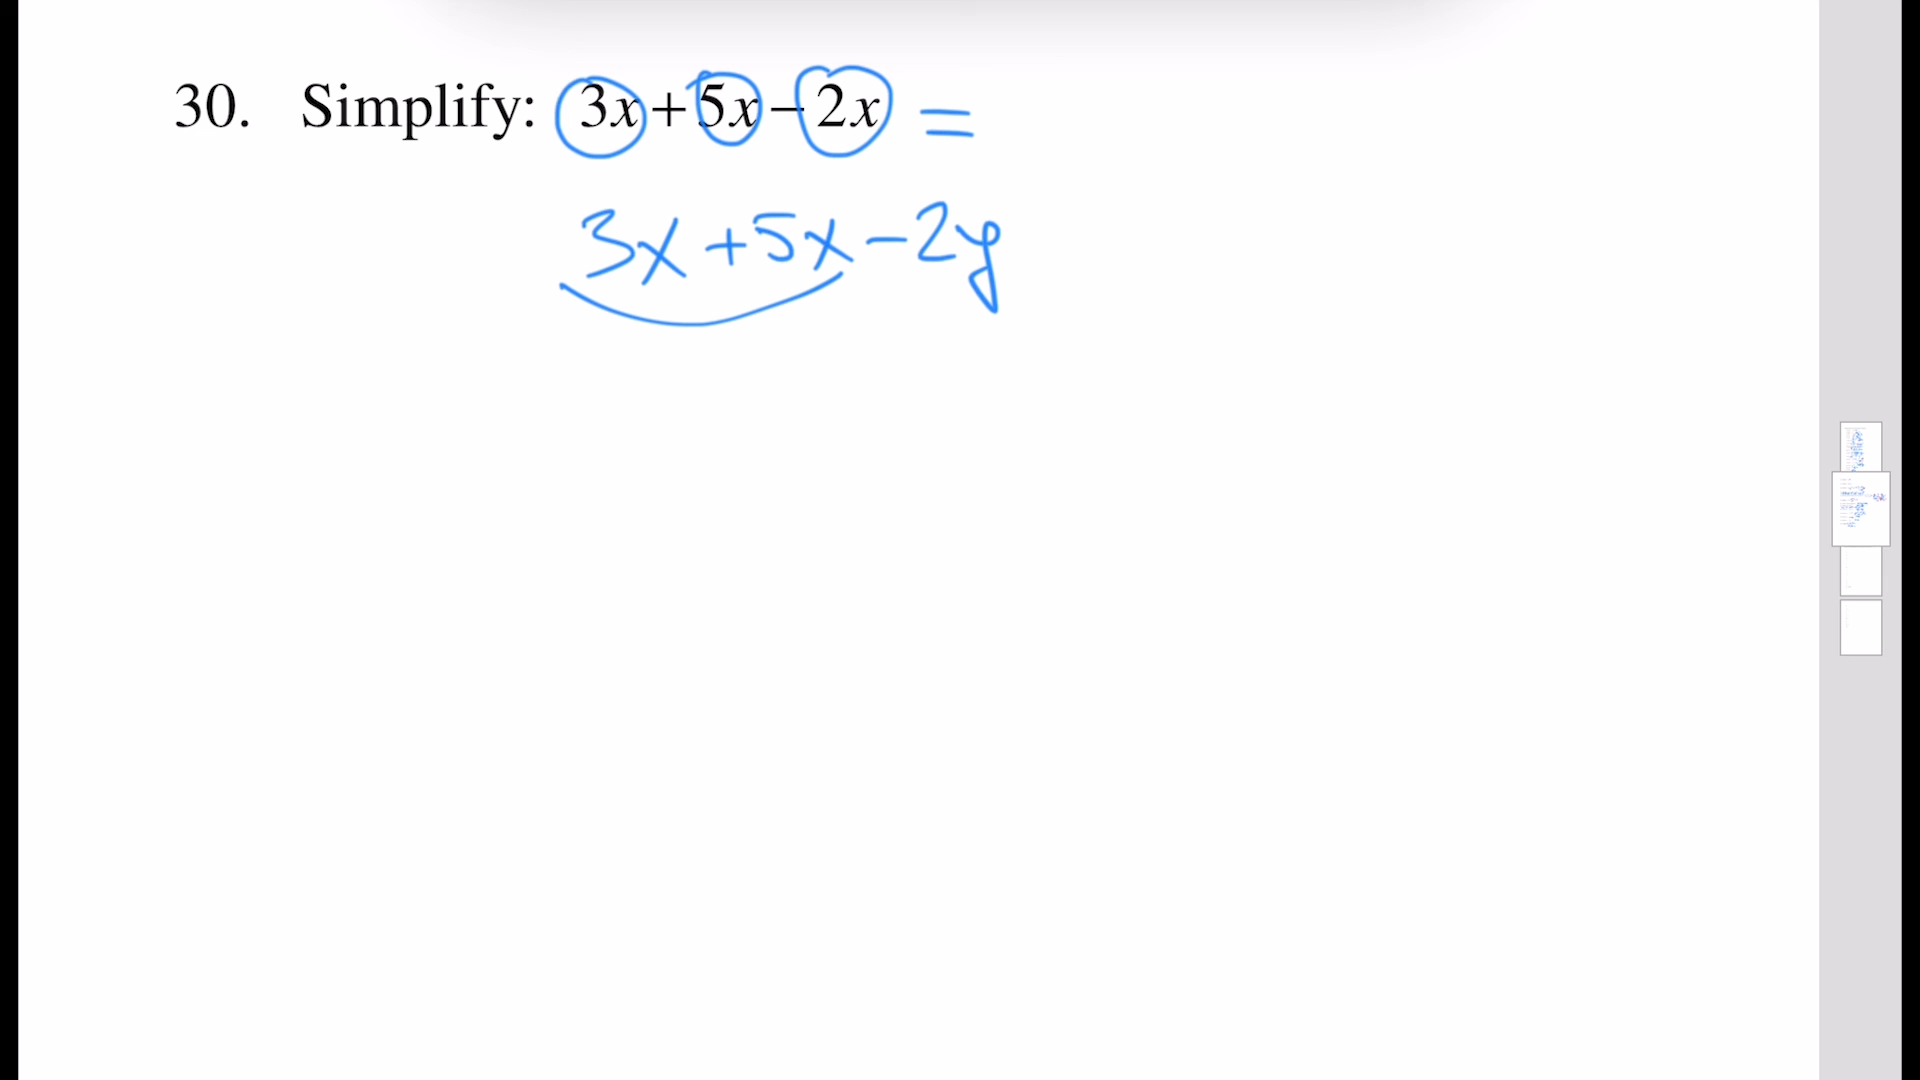 30. Simplify: 3x + 5x − 2x =
3x + 5x − 2y